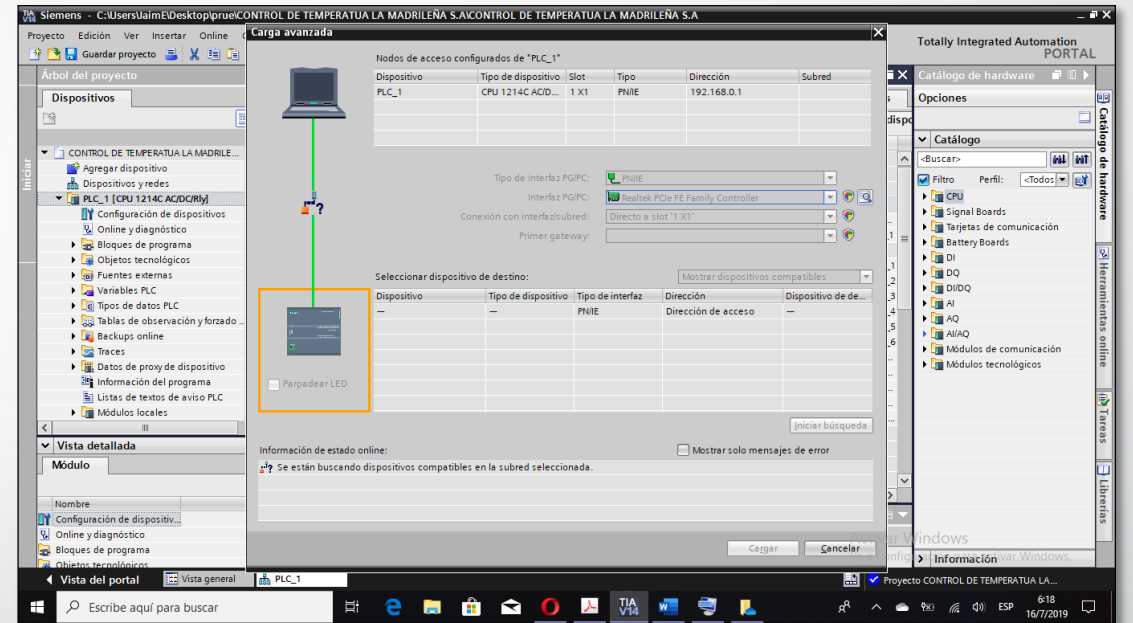 Siemens - C:\Users\JaimE\Desktop\prue\CONTROL DE TEMPERATUA LA MADRILEÑA S.A\CONTROL DE TEMPERATUA LA MADRILEÑA S.A
Proyecto Edición Ver Insertar Online
Guardar proyecto
Totally Integrated Automation
PORTAL
Árbol del proyecto
Dispositivos
Iniciar
CONTROL DE TEMPERATUA LA MADRILE...
Agregar dispositivo
Dispositivos y redes
PLC_1 [CPU 1214C AC/DC/Rly]
Configuración de dispositivos
Online y diagnóstico
Bloques de programa
Objetos tecnológicos
Fuentes externas
Variables PLC
Tipos de datos PLC
Tablas de observación y forzado ..
Backups online
Traces
Datos de proxy de dispositivo
Información del programa
Listas de textos de aviso PLC
Módulos locales
Vista detallada
Módulo
Nombre
Configuración de dispositiv...
Online y diagnóstico
Bloques de programa
Objetos tecnológicos
Carga avanzada
Nodos de acceso configurados de "PLC_1"
Dispositivo Tipo de dispositivo Slot Tipo Dirección Subred
PLC_1 CPU 1214C AC/D... 1 X1 PN/IE 192.168.0.1
Tipo de interfaz PG/PC: PN/IE
Interfaz PG/PC: Realtek PCIe FE Family Controller
Conexión con interfaz/subred: Directo a slot '1 X1'
Primer gateway:
Seleccionar dispositivo de destino: Mostrar dispositivos compatibles
Dispositivo Tipo de dispositivo Tipo de interfaz Dirección Dispositivo de de...
— — PN/IE Dirección de acceso —
Parpadear LED
Iniciar búsqueda
Información de estado online: Mostrar solo mensajes de error
Se están buscando dispositivos compatibles en la subred seleccionada.
Cargar Cancelar
Catálogo de hardware
Opciones
Catálogo
<Buscar>
Filtro Perfil: <Todos>
CPU
Signal Boards
Tarjetas de comunicación
Battery Boards
DI
DQ
DI/DQ
AI
AQ
AI/AQ
Módulos de comunicación
Módulos tecnológicos
Información
Catálogo de hardware
Herramientas online
Tareas
Librerías
Vista del portal Vista general PLC_1
Proyecto CONTROL DE TEMPERATUA LA...
Escribe aquí para buscar
TIA V14
ESP
6:18
16/7/2019